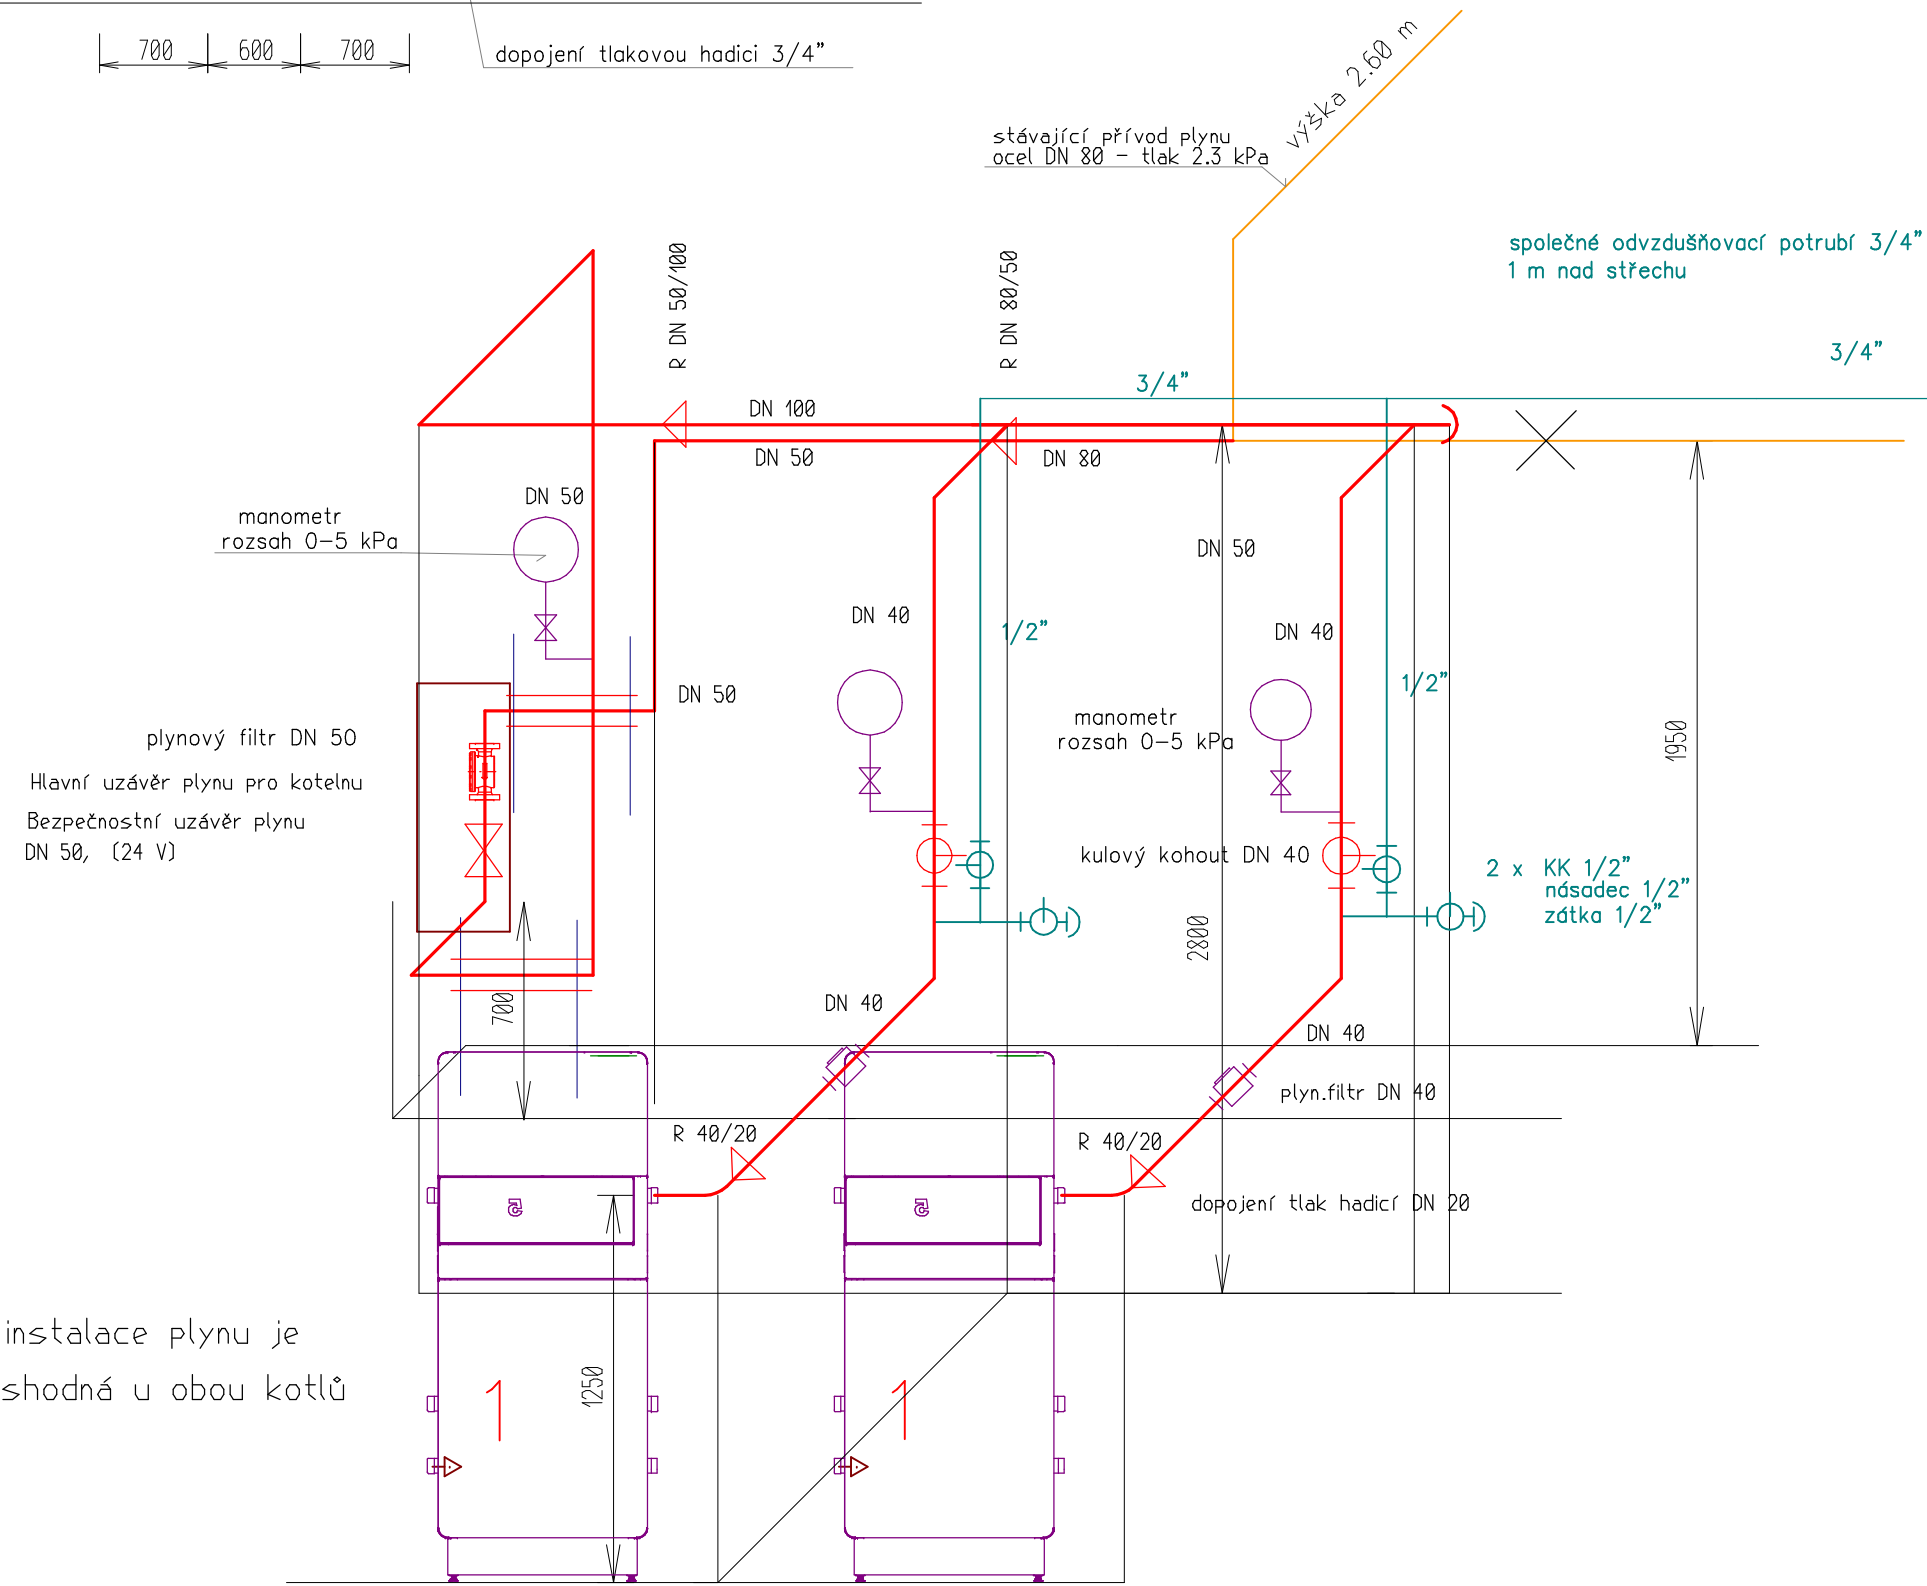 700
600
700
dopojení tlakovou hadici 3/4"
výška 2.60 m
stávající přívod plynu
ocel DN 80 - tlak 2.3 kPa
společné odvzdušňovací potrubí 3/4"
1 m nad střechu
R DN 50/100
R DN 80/50
3/4"
3/4"
DN 100
DN 50
DN 80
DN 50
manometr
rozsah 0-5 kPa
DN 50
DN 40
1/2"
DN 40
1/2"
DN 50
manometr
rozsah 0-5 kPa
1950
plynový filtr DN 50
Hlavní uzávěr plynu pro kotelnu
Bezpečnostní uzávěr plynu
DN 50, (24 V)
kulový kohout DN 40
2 x KK 1/2"
násadec 1/2"
zátka 1/2"
2800
700
DN 40
DN 40
plyn.filtr DN 40
R 40/20
R 40/20
dopojení tlak hadicí DN 20
instalace plynu je
shodná u obou kotlů
1250
1
1